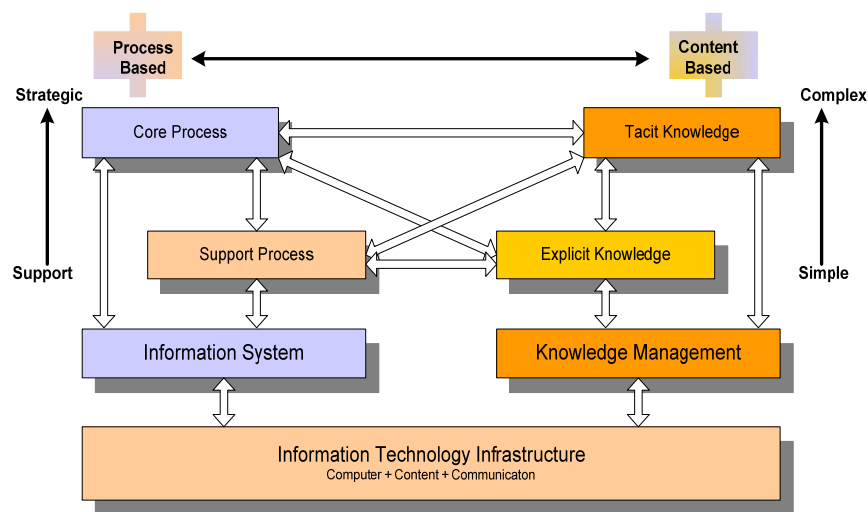 Process
Based
Content
Based
Strategic
Complex
Core Process
Tacit Knowledge
Support Process
Explicit Knowledge
Support
Simple
Information System
Knowledge Management
Information Technology Infrastructure
Computer + Content + Communicaton